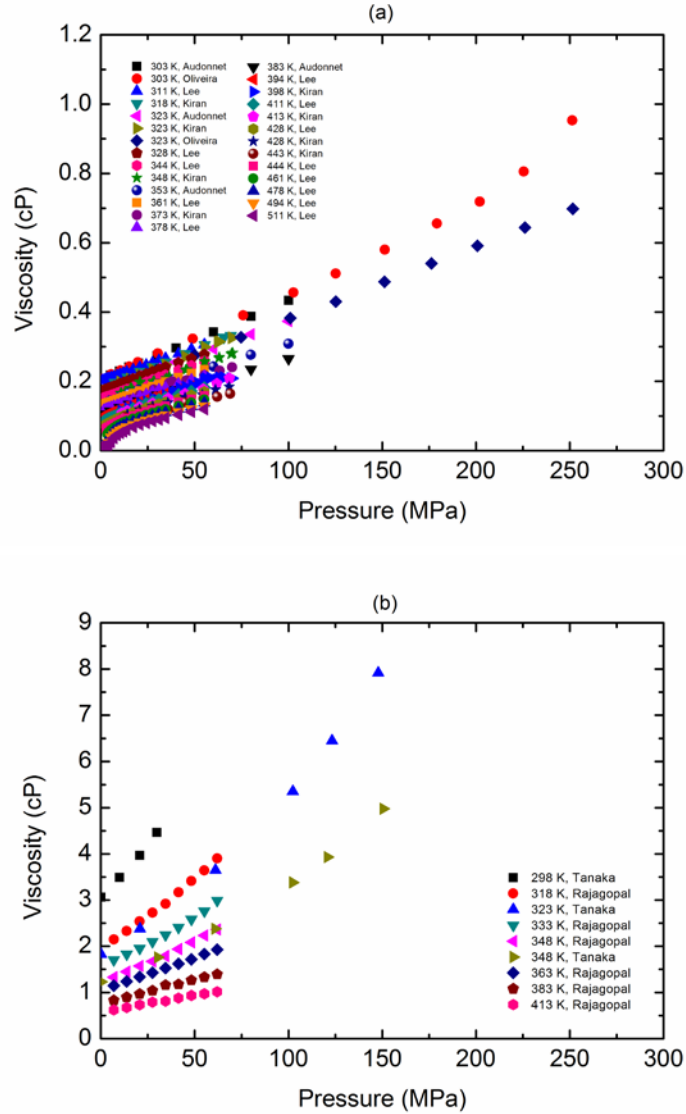 (a)
1.2
1.0
0.8
0.6
0.4
0.2
0.0
Viscosity (cP)
303 K, Audonnet
303 K, Oliveira
311 K, Lee
318 K, Kiran
323 K, Audonnet
323 K, Kiran
323 K, Oliveira
328 K, Lee
344 K, Lee
348 K, Kiran
353 K, Audonnet
361 K, Lee
373 K, Kiran
378 K, Lee
383 K, Audonnet
394 K, Lee
398 K, Kiran
411 K, Lee
413 K, Kiran
428 K, Lee
428 K, Kiran
443 K, Kiran
444 K, Lee
461 K, Lee
478 K, Lee
494 K, Lee
511 K, Lee
0 50 100 150 200 250 300
Pressure (MPa)
(b)
9
8
7
6
5
4
3
2
1
0
Viscosity (cP)
298 K, Tanaka
318 K, Rajagopal
323 K, Tanaka
333 K, Rajagopal
348 K, Rajagopal
348 K, Tanaka
363 K, Rajagopal
383 K, Rajagopal
413 K, Rajagopal
0 50 100 150 200 250 300
Pressure (MPa)